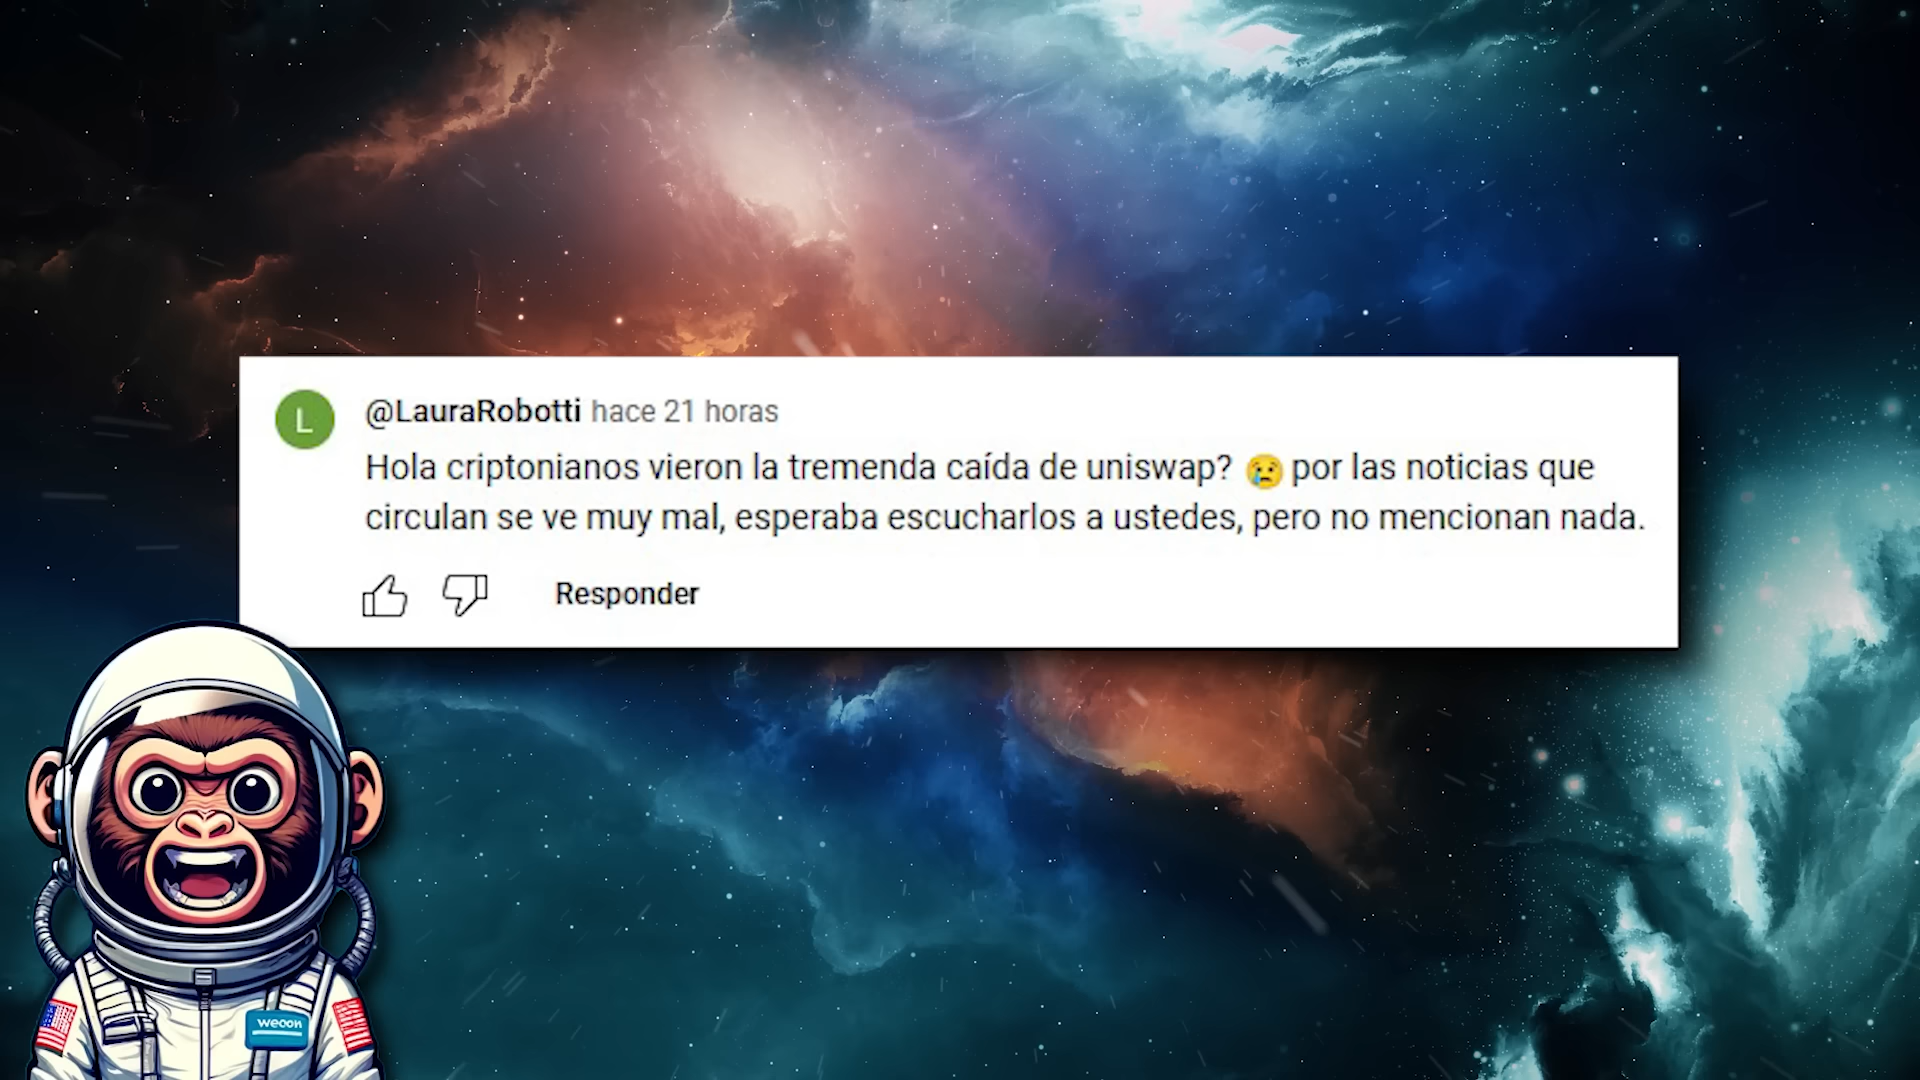 L
@LauraRobotti hace 21 horas
Hola criptonianos vieron la tremenda caída de uniswap? 😢 por las noticias que
circulan se ve muy mal, esperaba escucharlos a ustedes, pero no mencionan nada.
Responder
weoon